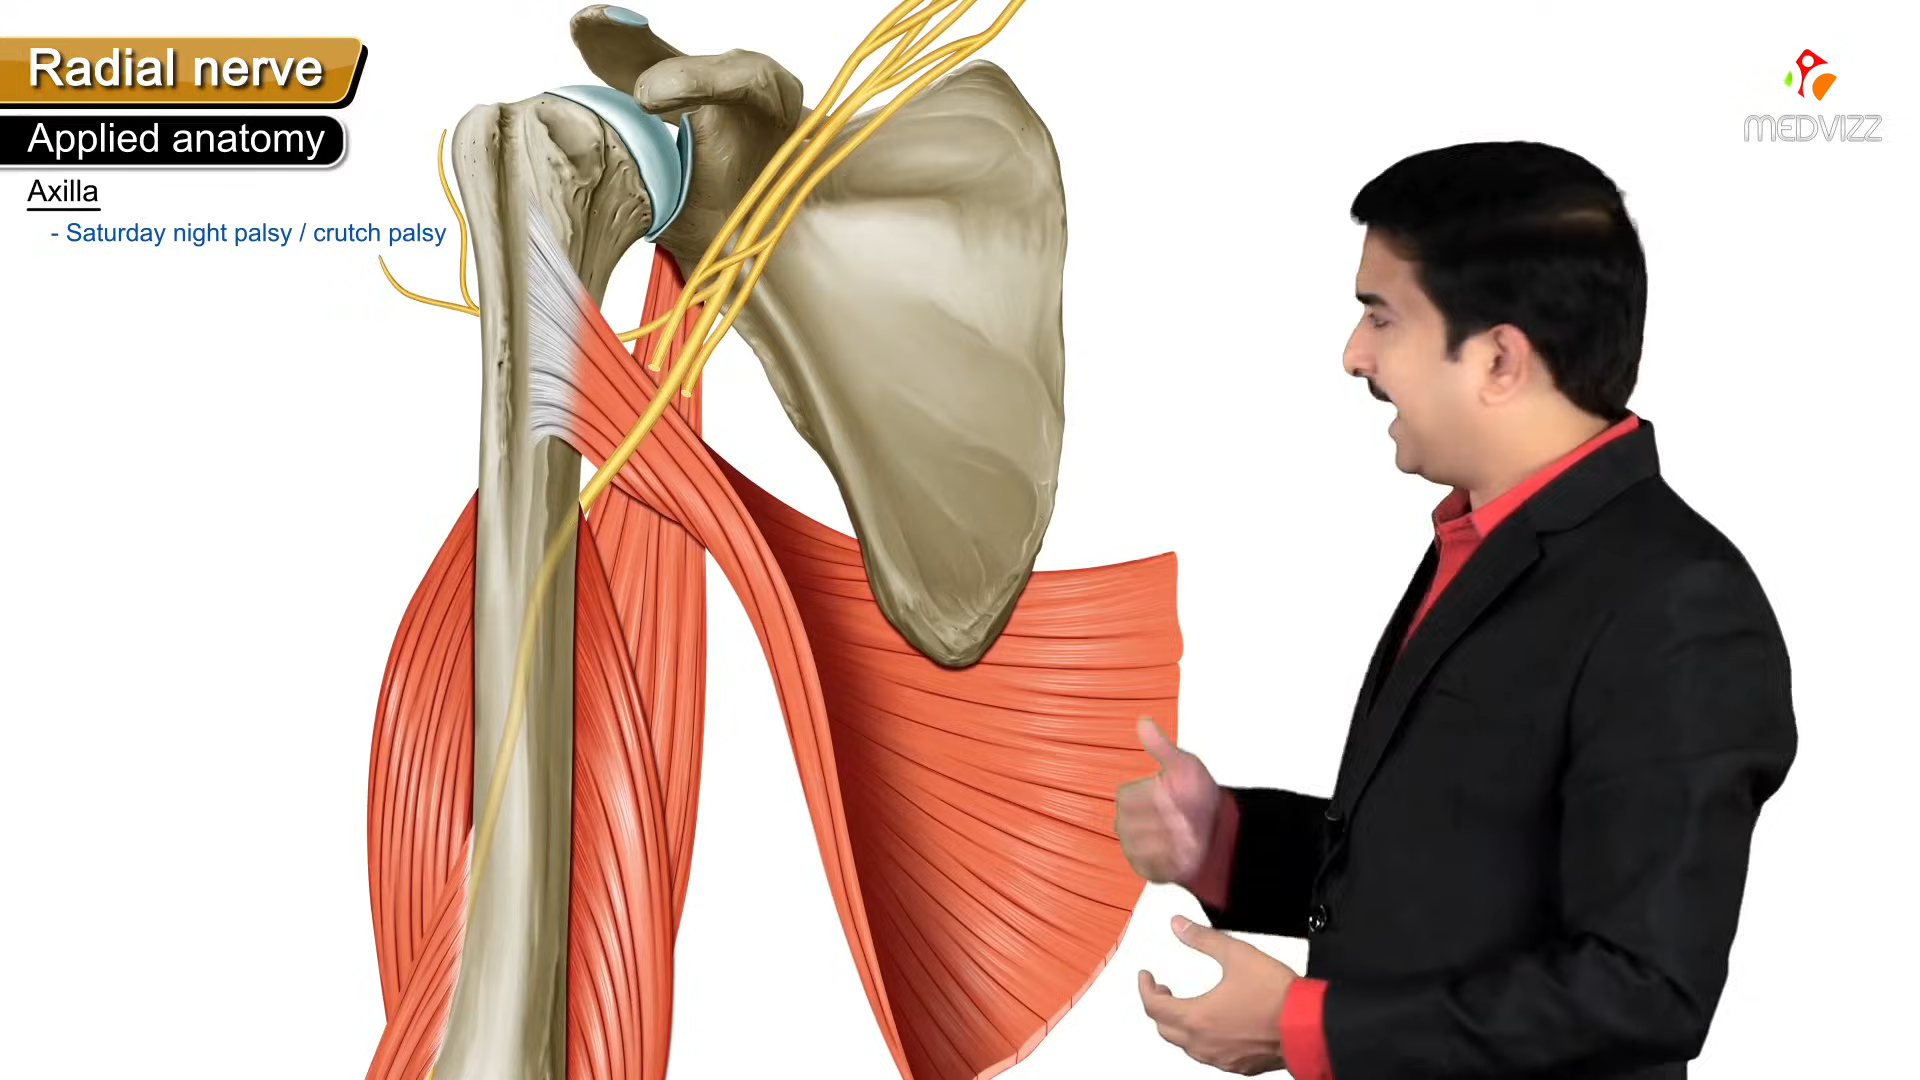 Radial nerve
Applied anatomy
Axilla
- Saturday night palsy / crutch palsy
MEDVIZZ